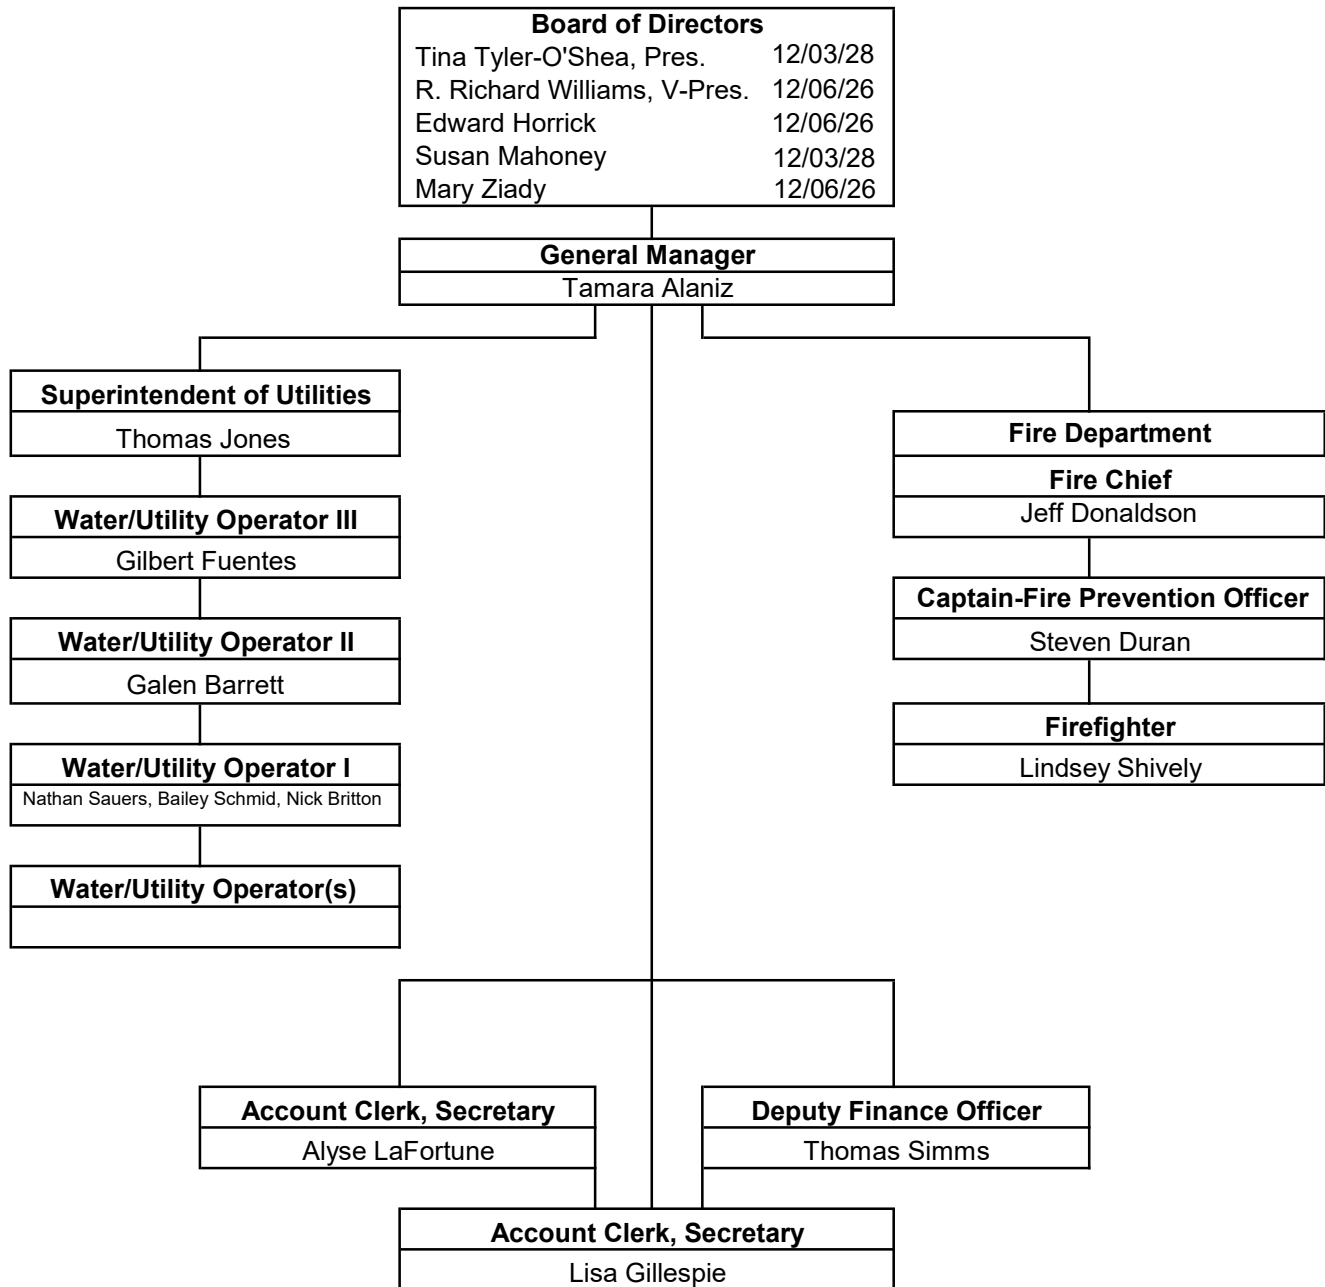 Board of Directors
Tina Tyler-O'Shea, Pres. 12/03/28
R. Richard Williams, V-Pres. 12/06/26
Edward Horrick 12/06/26
Susan Mahoney 12/03/28
Mary Ziady 12/06/26
General Manager
Tamara Alaniz
Superintendent of Utilities
Thomas Jones
Water/Utility Operator III
Gilbert Fuentes
Water/Utility Operator II
Galen Barrett
Water/Utility Operator I
Nathan Sauers, Bailey Schmid, Nick Britton
Water/Utility Operator(s)
Fire Department
Fire Chief
Jeff Donaldson
Captain-Fire Prevention Officer
Steven Duran
Firefighter
Lindsey Shively
Account Clerk, Secretary
Alyse LaFortune
Deputy Finance Officer
Thomas Simms
Account Clerk, Secretary
Lisa Gillespie